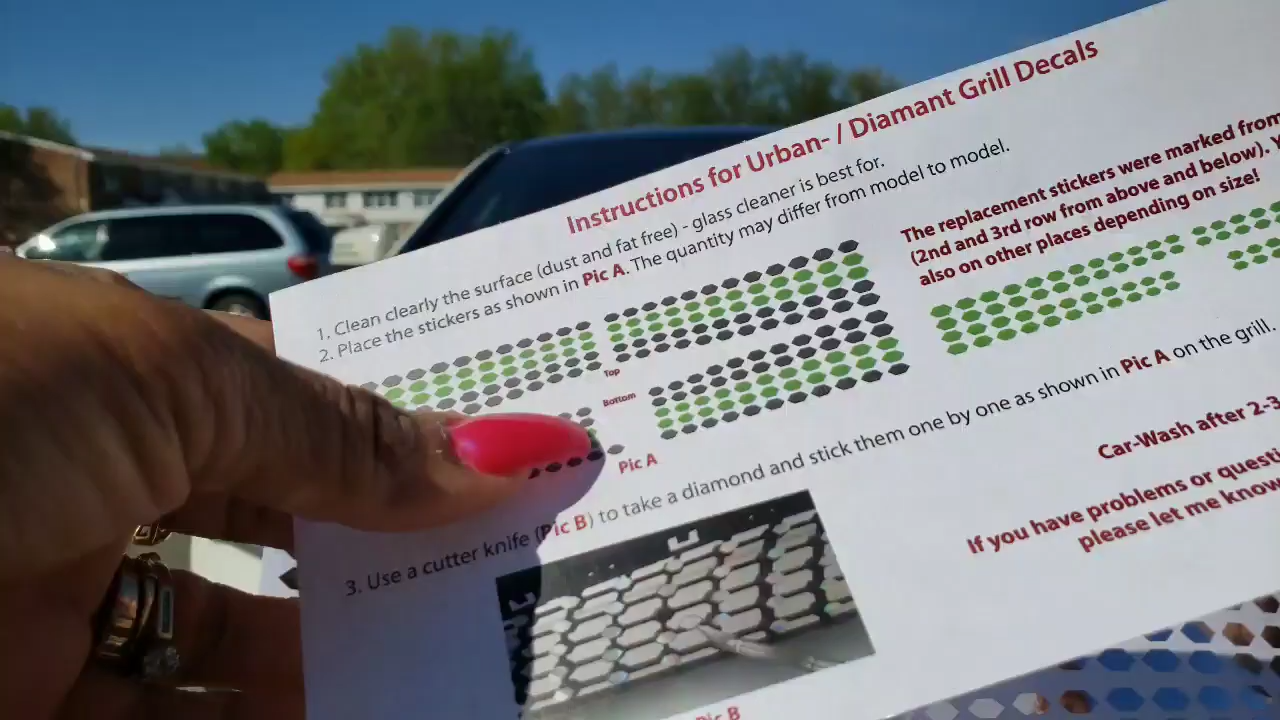 Instructions for Urban- / Diamant Grill Decals
1. Clean clearly the surface (dust and fat free) - glass cleaner is best for.
2. Place the stickers as shown in Pic A. The quantity may differ from model to model.
The replacement stickers were marked from
(2nd and 3rd row from above and below). Y
also on other places depending on size!
Top
Bottom
Pic A
3. Use a cutter knife (Pic B) to take a diamond and stick them one by one as shown in Pic A on the grill.
Car-Wash after 2-3
If you have problems or questi
please let me know
Pic B